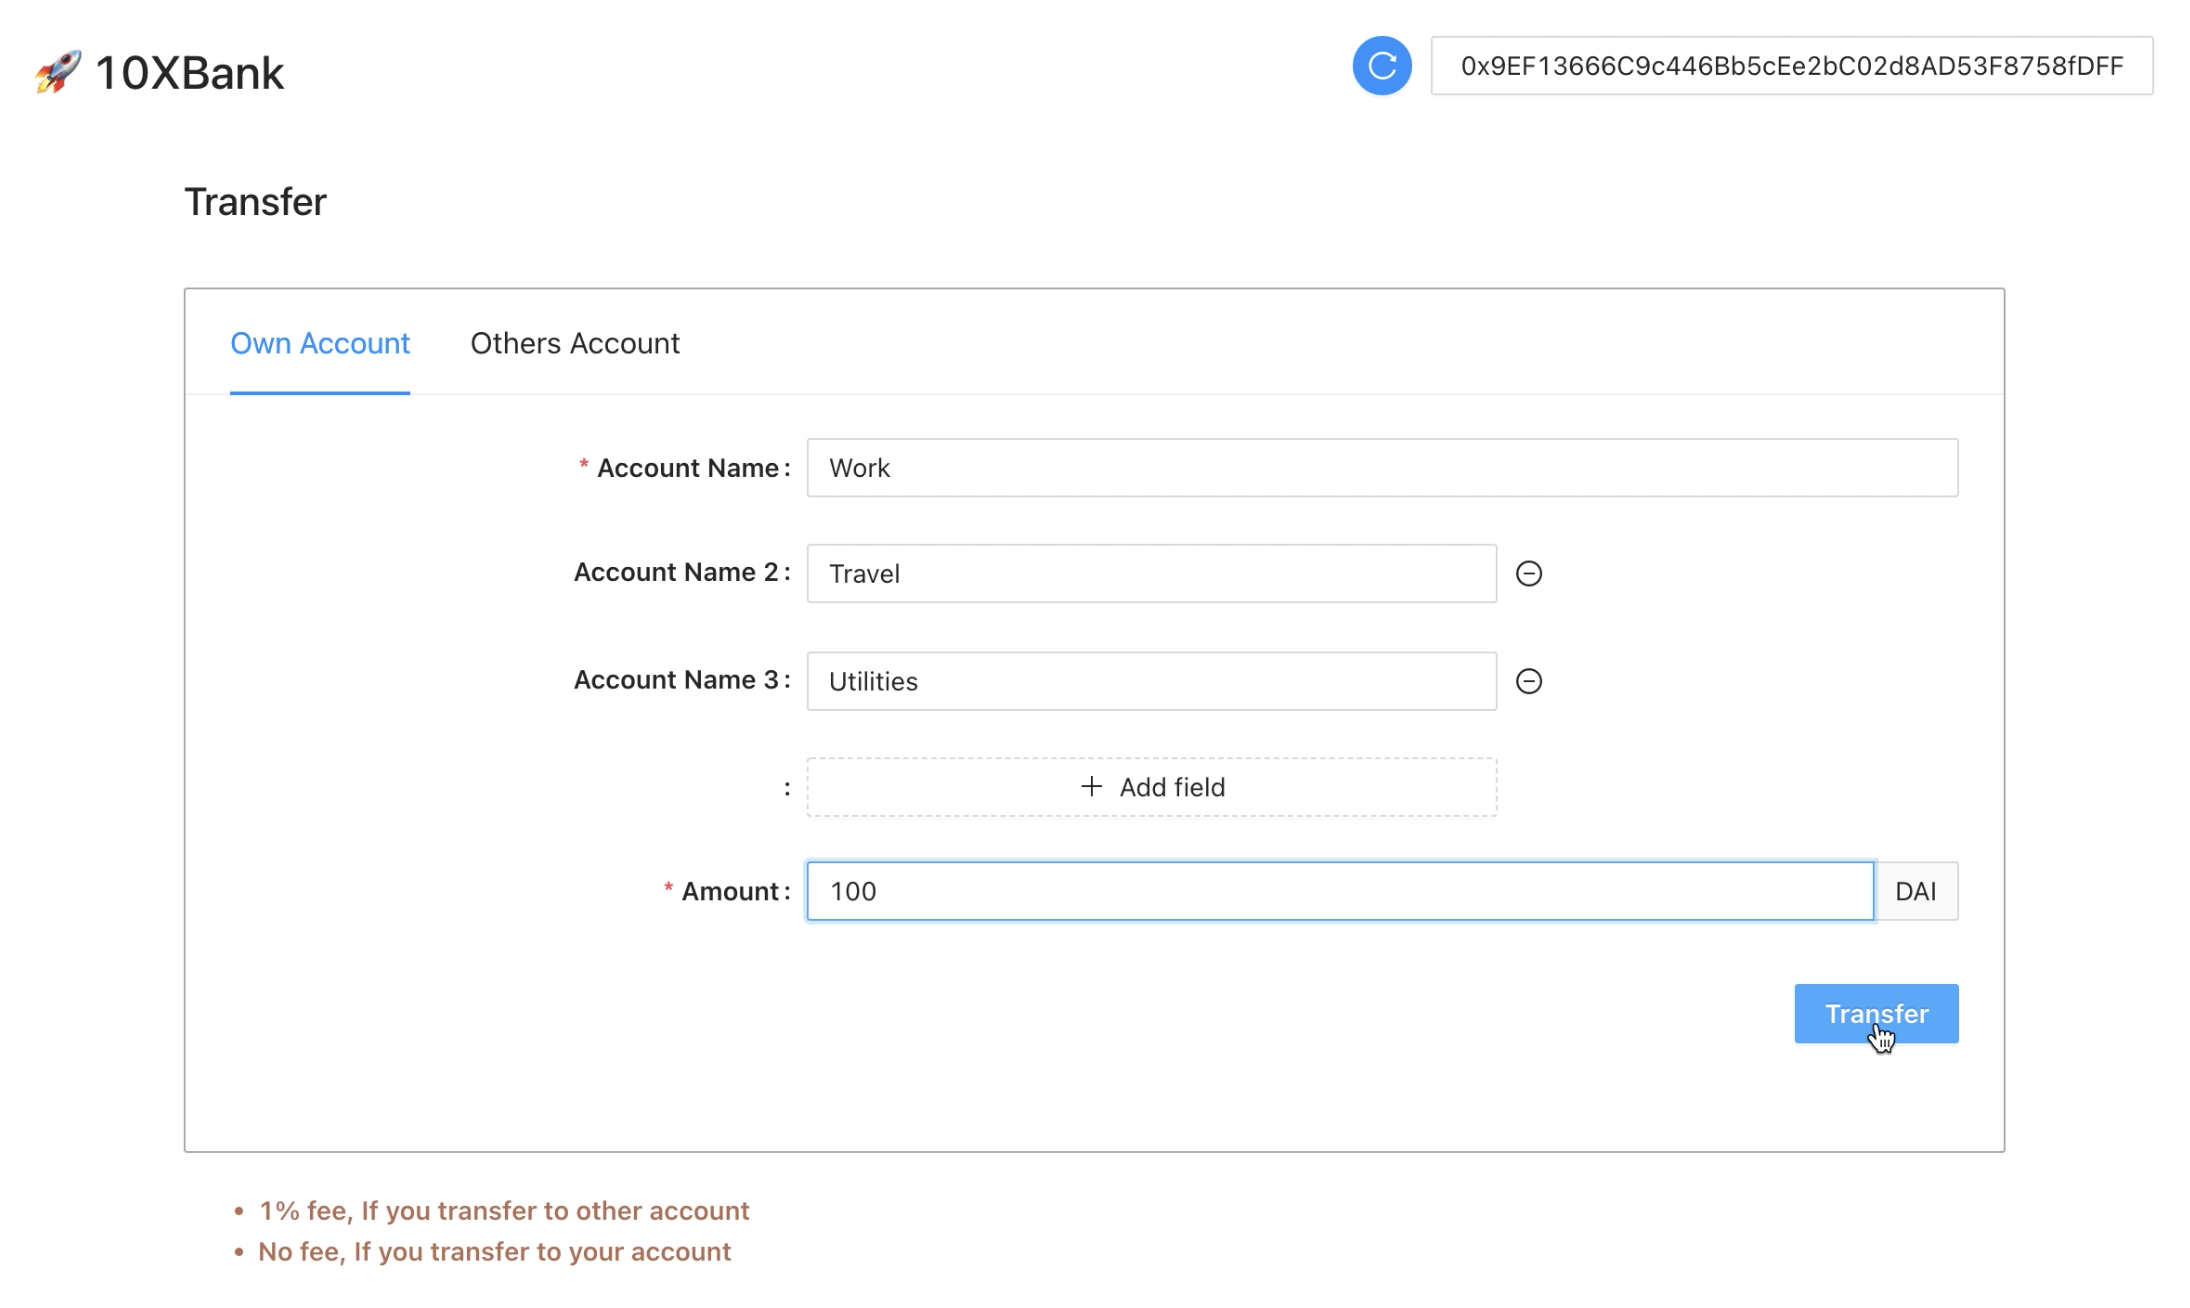 10XBank
0x9EF13666C9c446Bb5cEe2bC02d8AD53F8758fDFF
Transfer
Own Account Others Account
* Account Name: Work
Account Name 2: Travel
Account Name 3: Utilities
: + Add field
* Amount: 100 DAI
Transfer
• 1% fee, If you transfer to other account
• No fee, If you transfer to your account